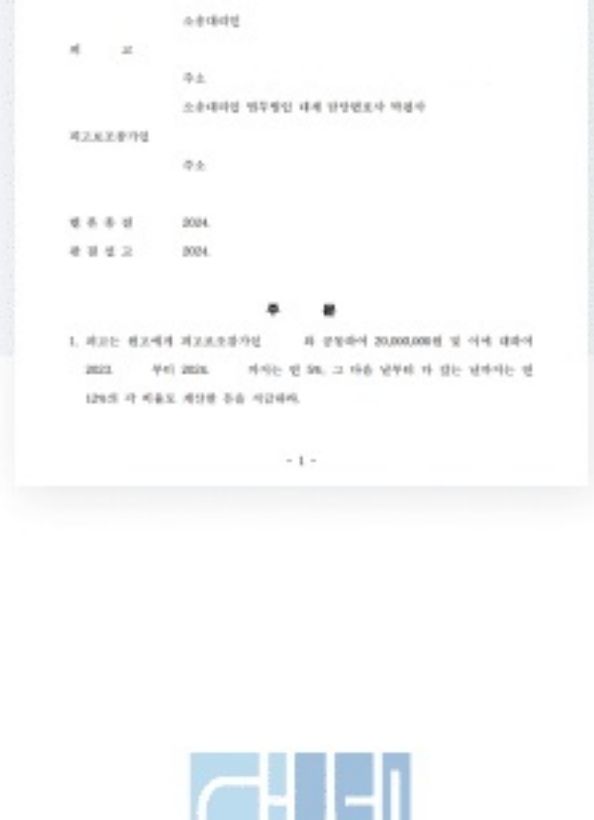 소송대리인
피 고
주소
소송대리인 법무법인 대세 담당변호사
피고보조참가인
주소
변 론 종 결 2024.
판 결 선 고 2024.
주 문
1. 피고는 원고에게 피고보조참가인 와 공동하여 20,000,000원 및 이에 대하여
2023. 부터 2024. 까지는 연 5%, 그 다음 날부터 다 갚는 날까지는 연
12%의 각 비율로 계산한 돈을 지급하라.
- 1 -